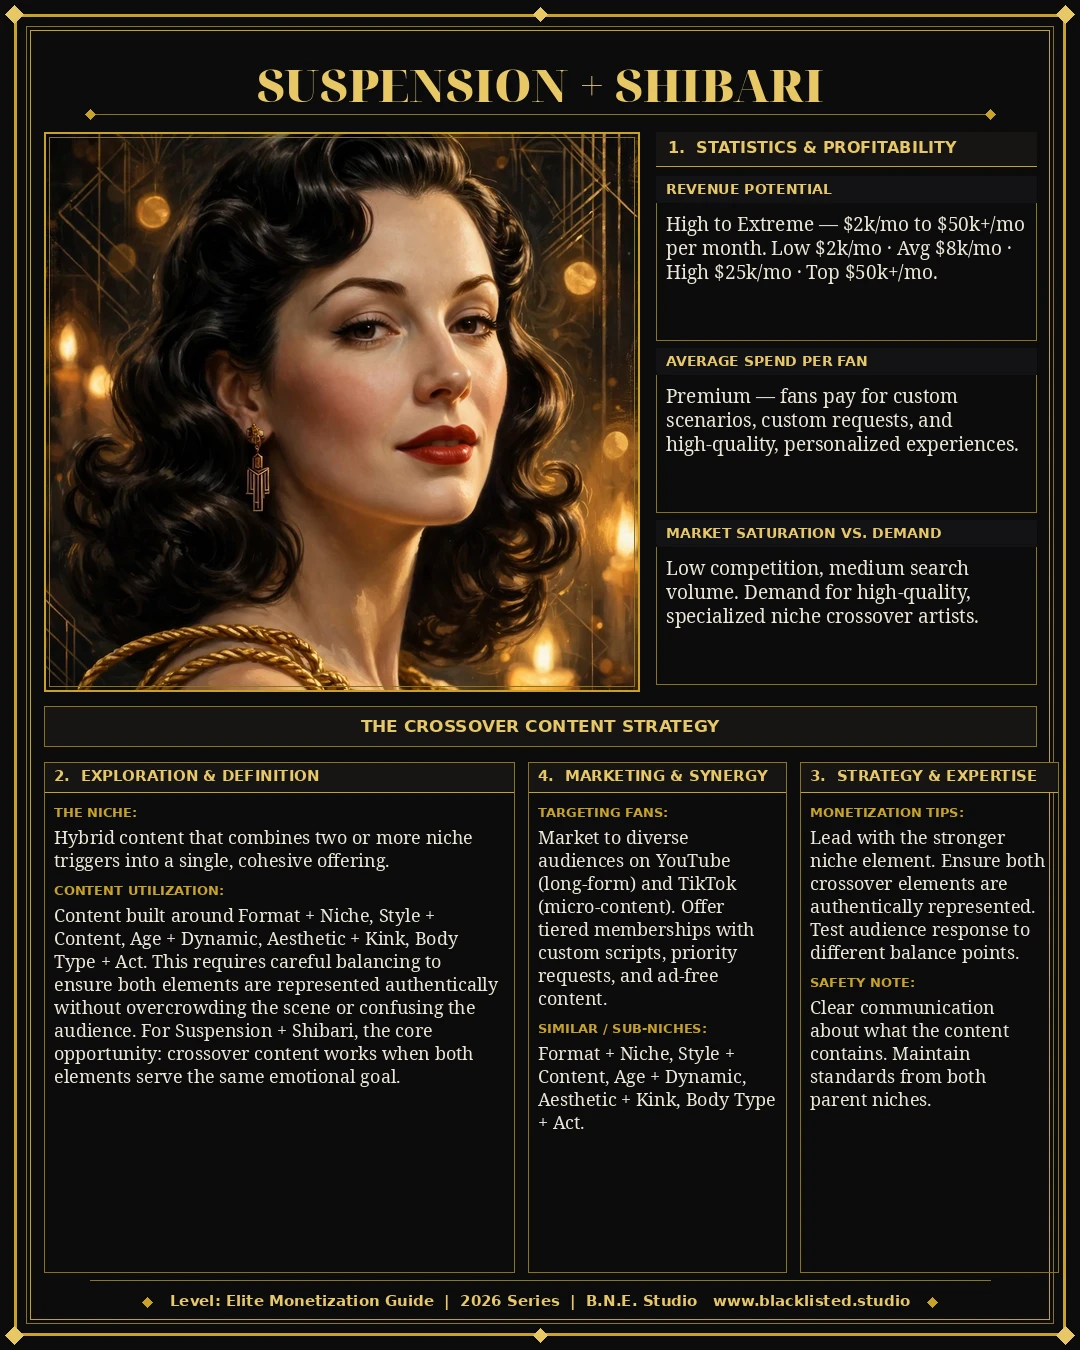 SUSPENSION + SHIBARI
1. STATISTICS & PROFITABILITY
REVENUE POTENTIAL
High to Extreme — $2k/mo to $50k+/mo
per month. Low $2k/mo · Avg $8k/mo ·
High $25k/mo · Top $50k+/mo.
AVERAGE SPEND PER FAN
Premium — fans pay for custom
scenarios, custom requests, and
high-quality, personalized experiences.
MARKET SATURATION VS. DEMAND
Low competition, medium search
volume. Demand for high-quality,
specialized niche crossover artists.
THE CROSSOVER CONTENT STRATEGY
2. EXPLORATION & DEFINITION
THE NICHE:
Hybrid content that combines two or more niche
triggers into a single, cohesive offering.
CONTENT UTILIZATION:
Content built around Format + Niche, Style +
Content, Age + Dynamic, Aesthetic + Kink, Body
Type + Act. This requires careful balancing to
ensure both elements are represented authentically
without overcrowding the scene or confusing the
audience. For Suspension + Shibari, the core
opportunity: crossover content works when both
elements serve the same emotional goal.
4. MARKETING & SYNERGY
TARGETING FANS:
Market to diverse
audiences on YouTube
(long-form) and TikTok
(micro-content). Offer
tiered memberships with
custom scripts, priority
requests, and ad-free
content.
SIMILAR / SUB-NICHES:
Format + Niche, Style +
Content, Age + Dynamic,
Aesthetic + Kink, Body Type
+ Act.
3. STRATEGY & EXPERTISE
MONETIZATION TIPS:
Lead with the stronger
niche element. Ensure both
crossover elements are
authentically represented.
Test audience response to
different balance points.
SAFETY NOTE:
Clear communication
about what the content
contains. Maintain
standards from both
parent niches.
Level: Elite Monetization Guide | 2026 Series | B.N.E. Studio www.blacklisted.studio